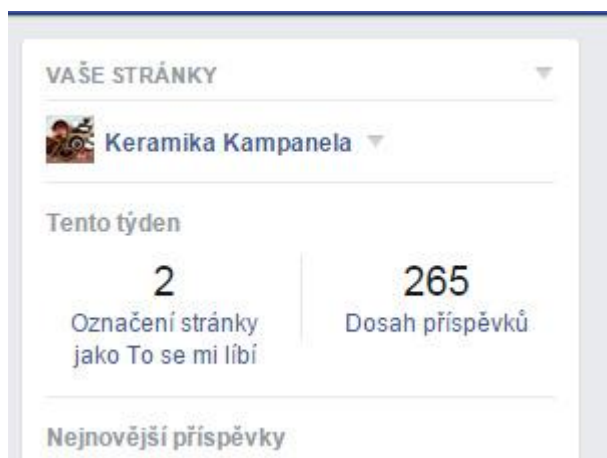 VAŠE STRÁNKY
Keramika Kampanela
Tento týden
2
Označení stránky
jako To se mi líbí
265
Dosah příspěvků
Nejnovější příspěvky